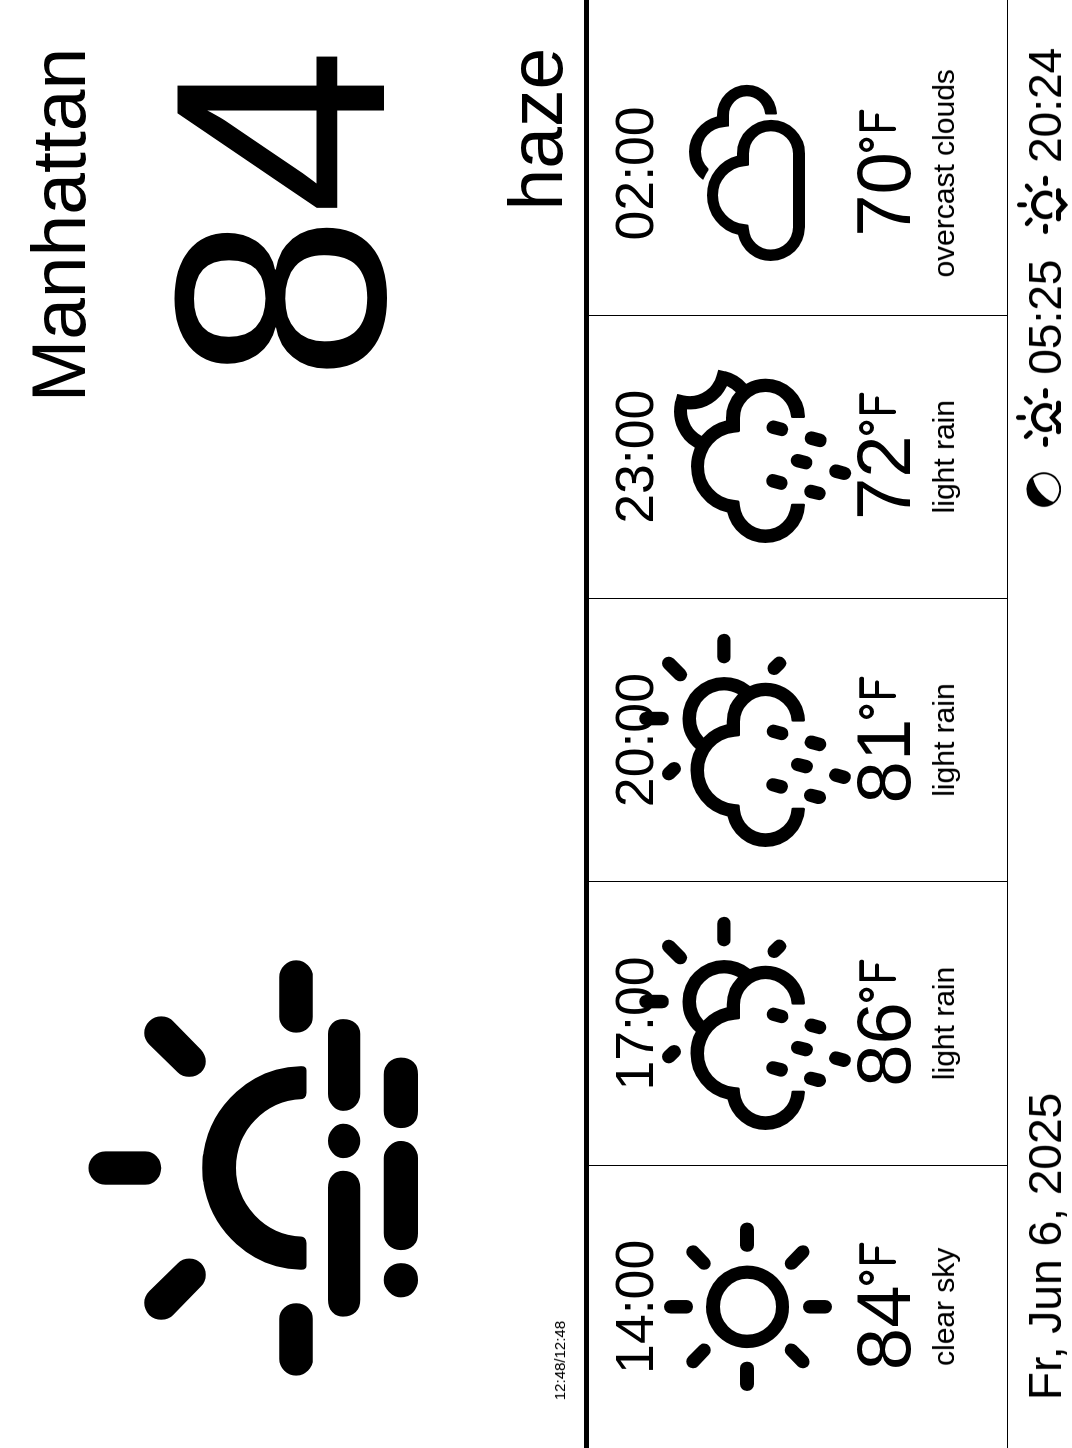 Manhattan
84
haze
12:48/12:48
14:00
84°F
clear sky
17:00
86°F
light rain
20:00
81°F
light rain
23:00
72°F
light rain
02:00
70°F
overcast clouds
Fr, Jun 6, 2025
05:25
20:24